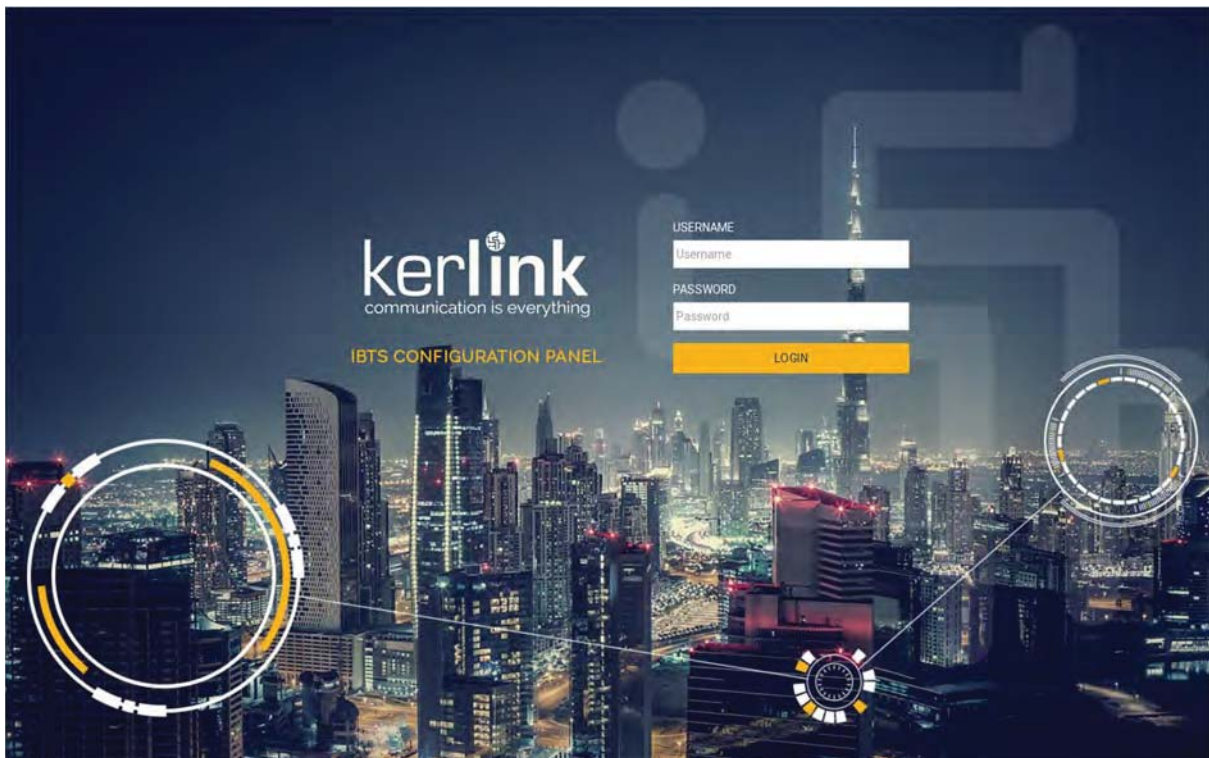 kerlink
communication is everything
IBTS CONFIGURATION PANEL
USERNAME
Username
PASSWORD
Password
LOGIN